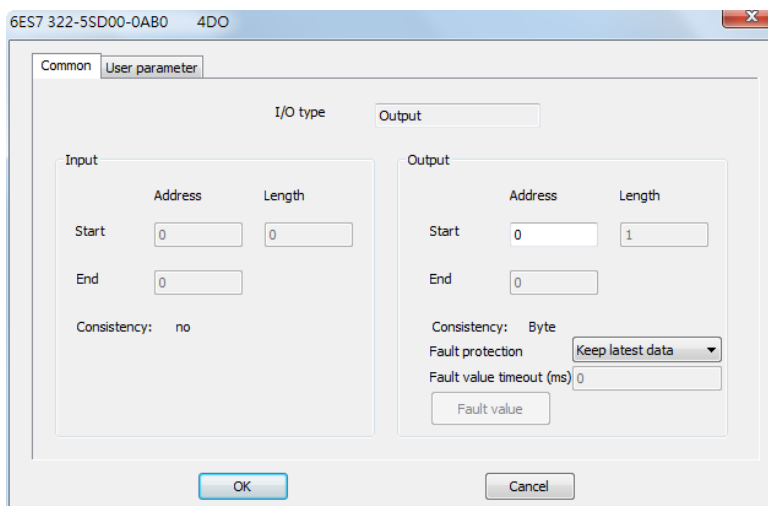 6ES7 322-5SD00-0AB0 4DO
Common User parameter
I/O type Output
Input
Address Length
Start 0 0
End 0
Consistency: no
Output
Address Length
Start 0 1
End 0
Consistency: Byte
Fault protection Keep latest data
Fault value timeout (ms) 0
Fault value
OK Cancel